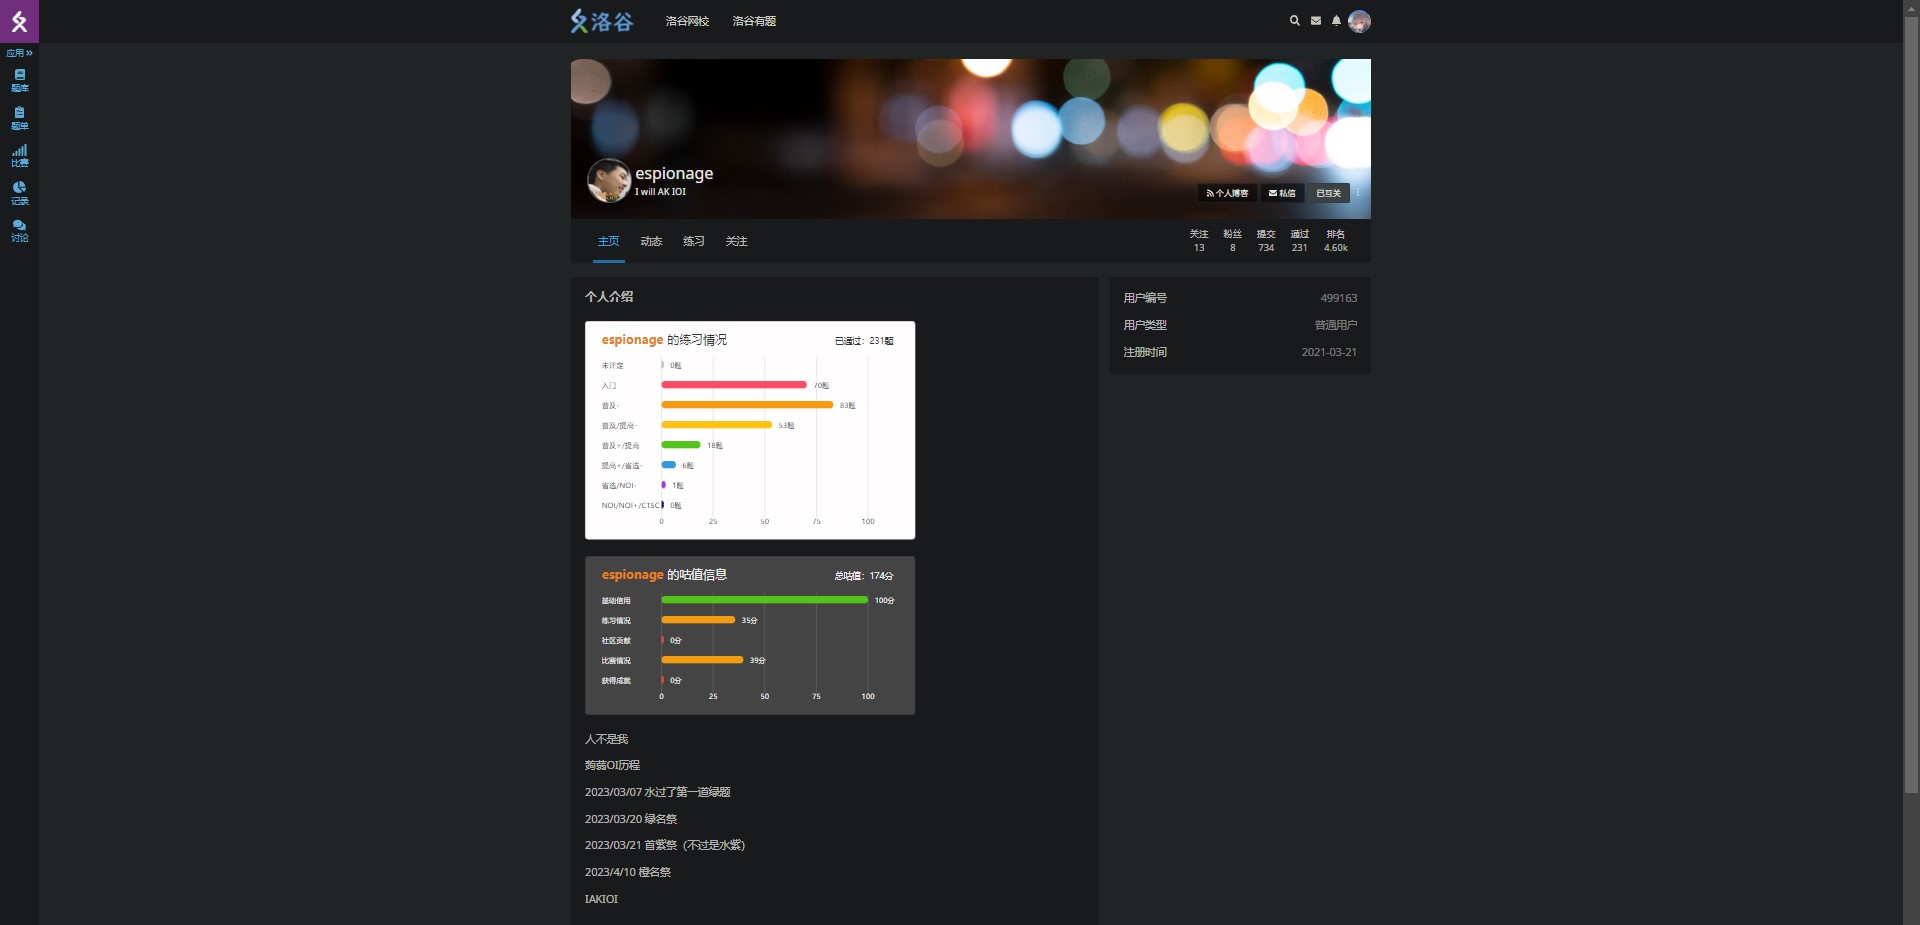 洛谷 洛谷网校 洛谷有题
应用
题库
题单
比赛
记录
讨论
espionage
I will AK IOI
个人博客 私信 已互关
主页 动态 练习 关注
关注 粉丝 提交 通过 排名
13 8 734 231 4.60k
个人介绍
espionage 的练习情况 已通过：231题
未评定 0题
入门 70题
普及- 83题
普及/提高- 53题
普及+/提高 18题
提高+/省选- 6题
省选/NOI- 1题
NOI/NOI+/CTSC 0题
0 25 50 75 100
espionage 的咕值信息 总咕值：174分
基础信用 100分
练习情况 35分
社区贡献 0分
比赛情况 39分
获得成就 0分
0 25 50 75 100
人不是我
蒟蒻OI历程
2023/03/07 水过了第一道绿题
2023/03/20 绿名祭
2023/03/21 首紫祭（不过是水紫）
2023/4/10 橙名祭
IAKIOI
用户编号 499163
用户类型 普通用户
注册时间 2021-03-21